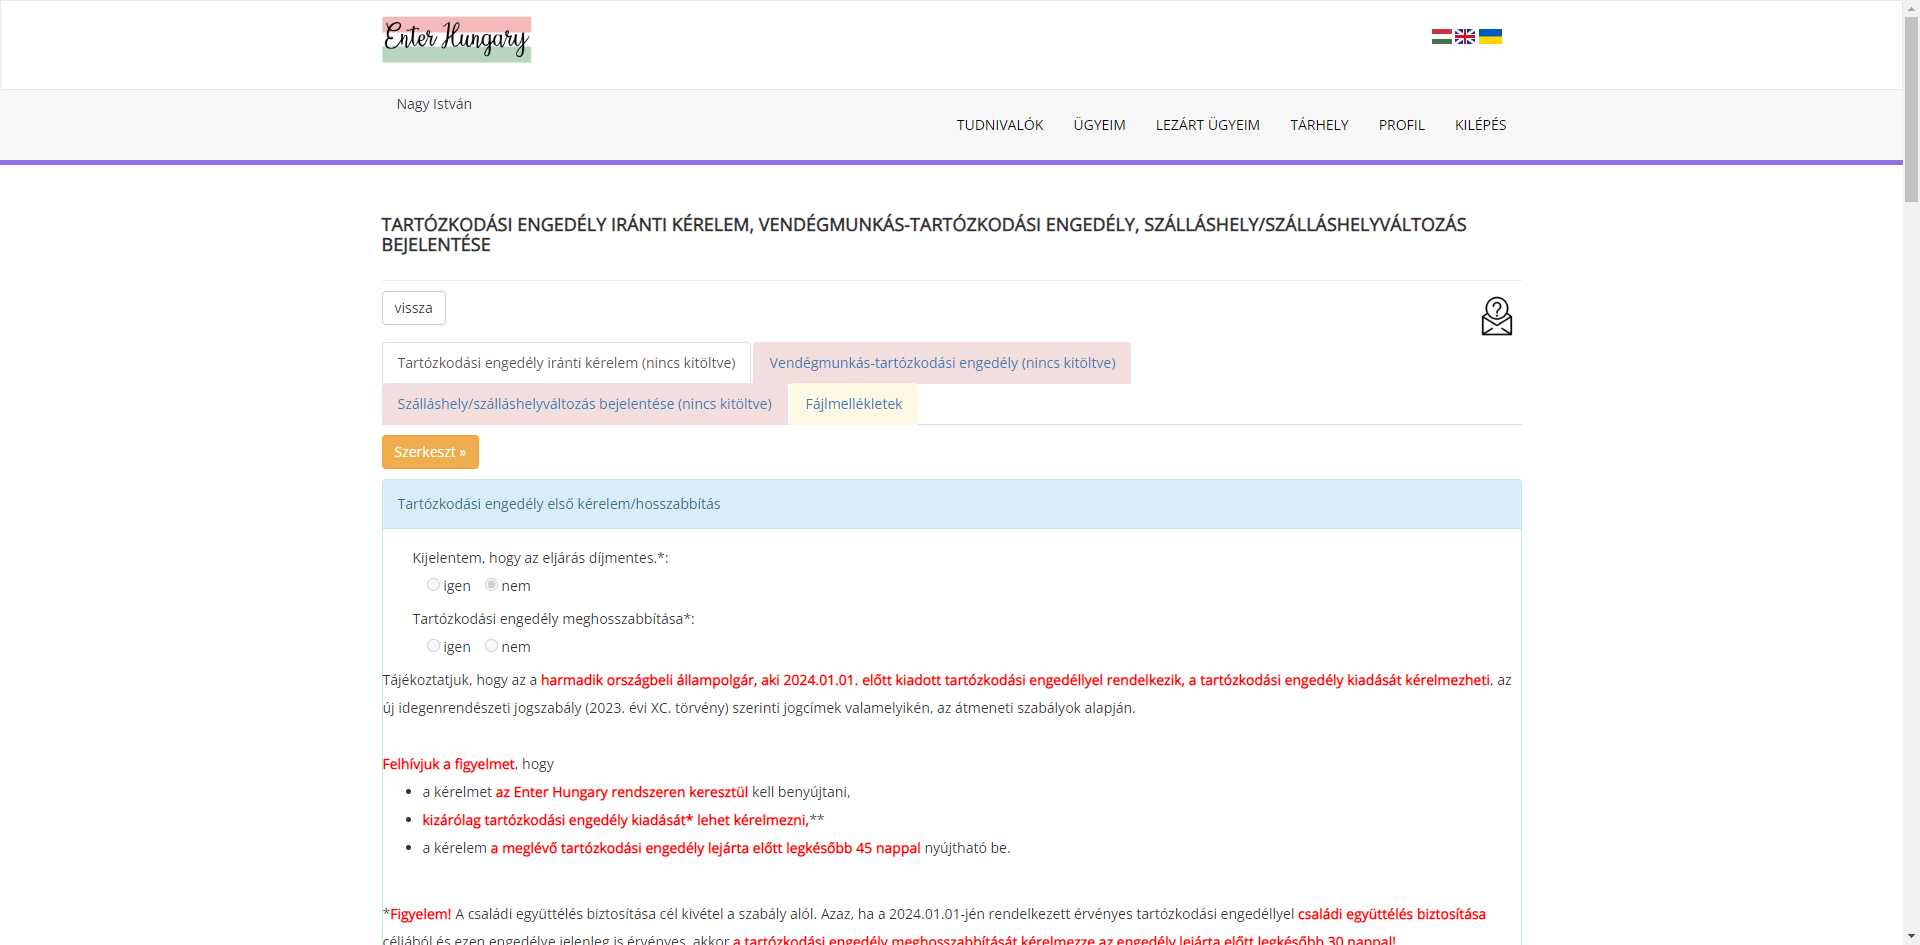 Enter Hungary
Nagy István
TUDNIVALÓK ÜGYEIM LEZÁRT ÜGYEIM TÁRHELY PROFIL KILÉPÉS
TARTÓZKODÁSI ENGEDÉLY IRÁNTI KÉRELEM, VENDÉGMUNKÁS-TARTÓZKODÁSI ENGEDÉLY, SZÁLLÁSHELY/SZÁLLÁSHELYVÁLTOZÁS
BEJELENTÉSE
vissza
Tartózkodási engedély iránti kérelem (nincs kitöltve) Vendégmunkás-tartózkodási engedély (nincs kitöltve)
Szálláshely/szálláshelyváltozás bejelentése (nincs kitöltve) Fájlmellékletek
Szerkeszt »
Tartózkodási engedély első kérelem/hosszabbítás
Kijelentem, hogy az eljárás díjmentes.*:
igen nem
Tartózkodási engedély meghosszabbítása*:
igen nem
Tájékoztatjuk, hogy az a harmadik országbeli állampolgár, aki 2024.01.01. előtt kiadott tartózkodási engedéllyel rendelkezik, a tartózkodási engedély kiadását kérelmezheti. az
új idegenrendészeti jogszabály (2023. évi XC. törvény) szerinti jogcímek valamelyikén, az átmeneti szabályok alapján.
Felhívjuk a figyelmet, hogy
• a kérelmet az Enter Hungary rendszeren keresztül kell benyújtani,
• kizárólag tartózkodási engedély kiadását* lehet kérelmezni,**
• a kérelem a meglévő tartózkodási engedély lejárta előtt legkésőbb 45 nappal nyújtható be.
*Figyelem! A családi együttélés biztosítása cél kivétel a szabály alól. Azaz, ha a 2024.01.01-jén rendelkezett érvényes tartózkodási engedéllyel családi együttélés biztosítása
céljából és ezen engedélye jelenleg is érvényes, akkor a tartózkodási engedély meghosszabbítását kérelmezze az engedély lejárta előtt legkésőbb 30 nappal!